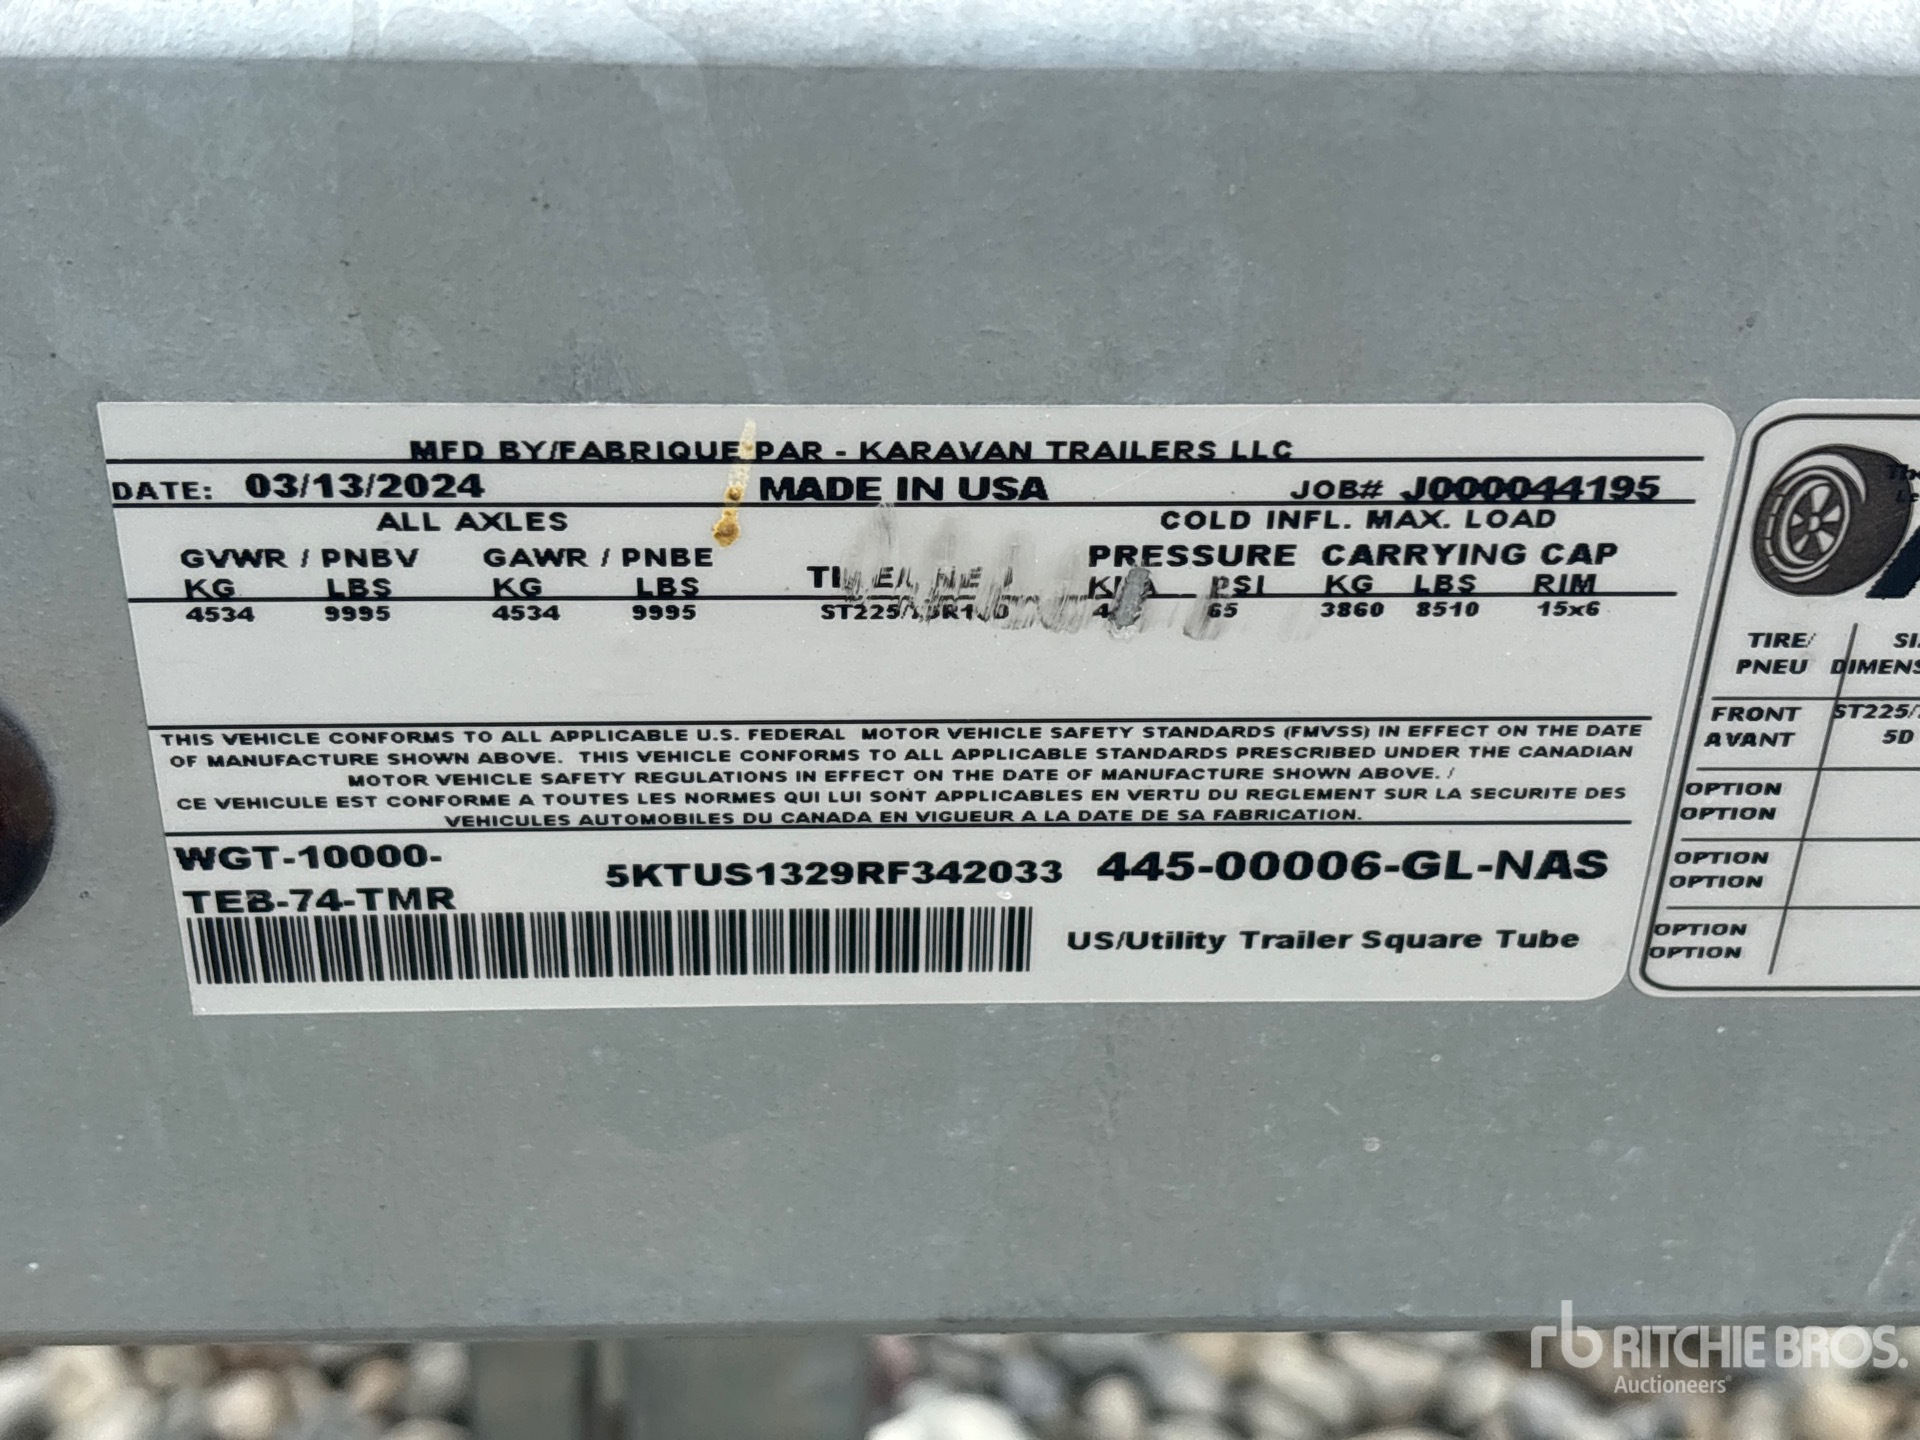 MFD BY/FABRIQUE PAR - KARAVAN TRAILERS LLC
DATE: 03/13/2024 MADE IN USA JOB# J000044195
ALL AXLES COLD INFL. MAX. LOAD
GVWR / PNBV GAWR / PNBE PRESSURE CARRYING CAP
KG LBS KG LBS PSI KG LBS RIM
4534 9995 4534 9995 65 3860 8510 15x6
THIS VEHICLE CONFORMS TO ALL APPLICABLE U.S. FEDERAL MOTOR VEHICLE SAFETY STANDARDS (FMVSS) IN EFFECT ON THE DATE
OF MANUFACTURE SHOWN ABOVE. THIS VEHICLE CONFORMS TO ALL APPLICABLE STANDARDS PRESCRIBED UNDER THE CANADIAN
MOTOR VEHICLE SAFETY REGULATIONS IN EFFECT ON THE DATE OF MANUFACTURE SHOWN ABOVE. /
CE VEHICULE EST CONFORME A TOUTES LES NORMES QUI LUI SONT APPLICABLES EN VERTU DU REGLEMENT SUR LA SECURITE DES
VEHICULES AUTOMOBILES DU CANADA EN VIGUEUR A LA DATE DE SA FABRICATION.
WGT-10000-
TEB-74-TMR
5KTUS1329RF342033 445-00006-GL-NAS
US/Utility Trailer Square Tube
TIRE/
PNEU
FRONT ST225/
AVANT 5D
OPTION
OPTION
OPTION
OPTION
OPTION
OPTION
rb RITCHIE BROS.
Auctioneers